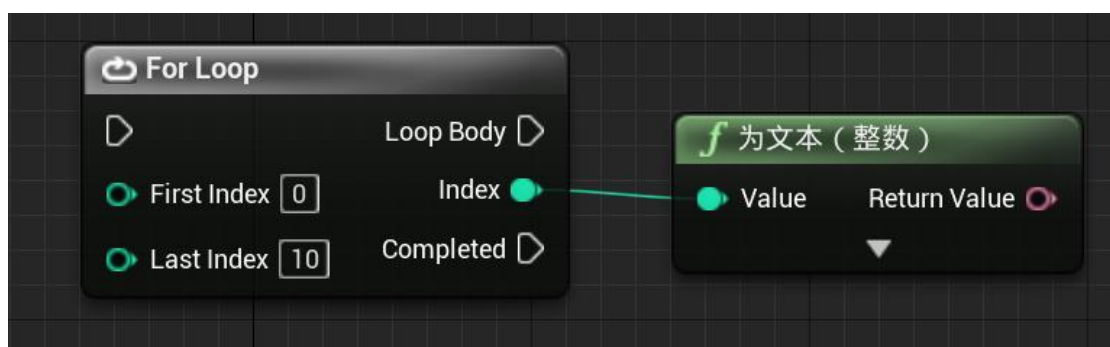 For Loop
Loop Body
First Index 0
Index
Last Index 10
Completed
f 为文本（整数）
Value Return Value